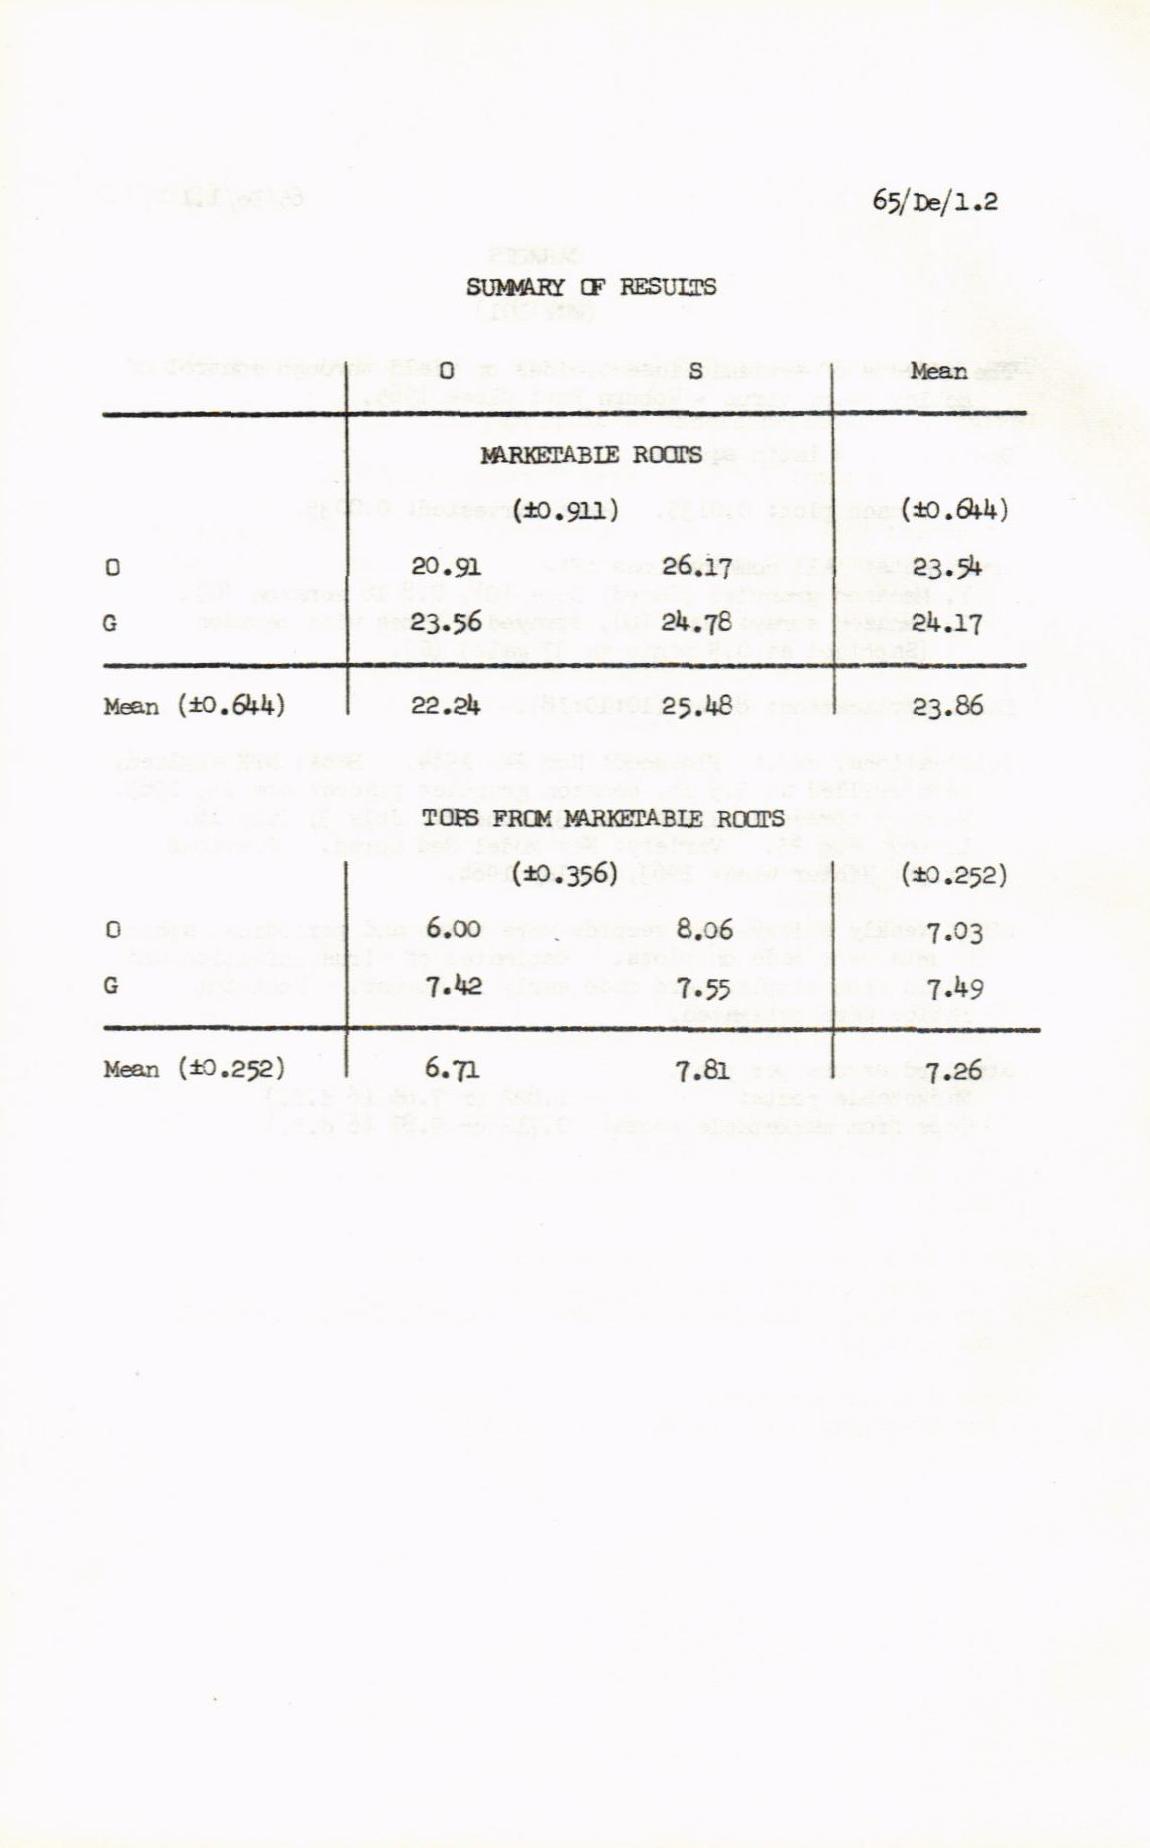 65/De/1.2
SUMMARY OF RESULTS
O S Mean
MARKETABLE ROOTS
(±0.911) (±0.644)
O 20.91 26.17 23.54
G 23.56 24.78 24.17
Mean (±0.644) 22.24 25.48 23.86
TOPS FROM MARKETABLE ROOTS
(±0.356) (±0.252)
O 6.00 8.06 7.03
G 7.42 7.55 7.49
Mean (±0.252) 6.71 7.81 7.26